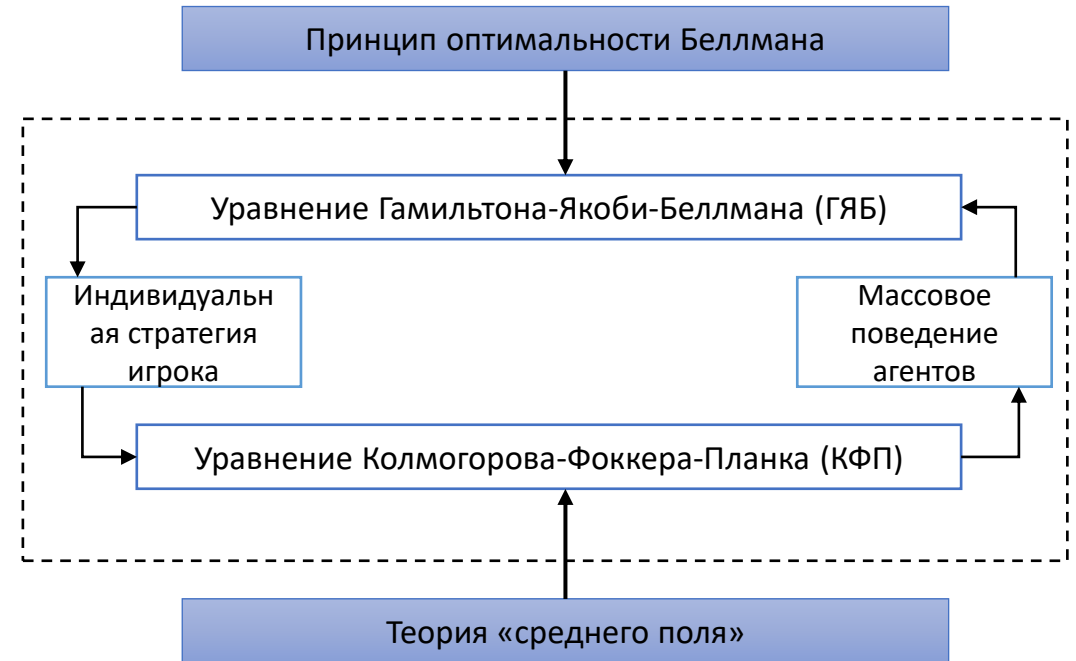 Принцип оптимальности Беллмана
Уравнение Гамильтона-Якоби-Беллмана (ГЯБ)
Индивидуальн
ая стратегия
игрока
Массовое
поведение
агентов
Уравнение Колмогорова-Фоккера-Планка (КФП)
Теория «среднего поля»